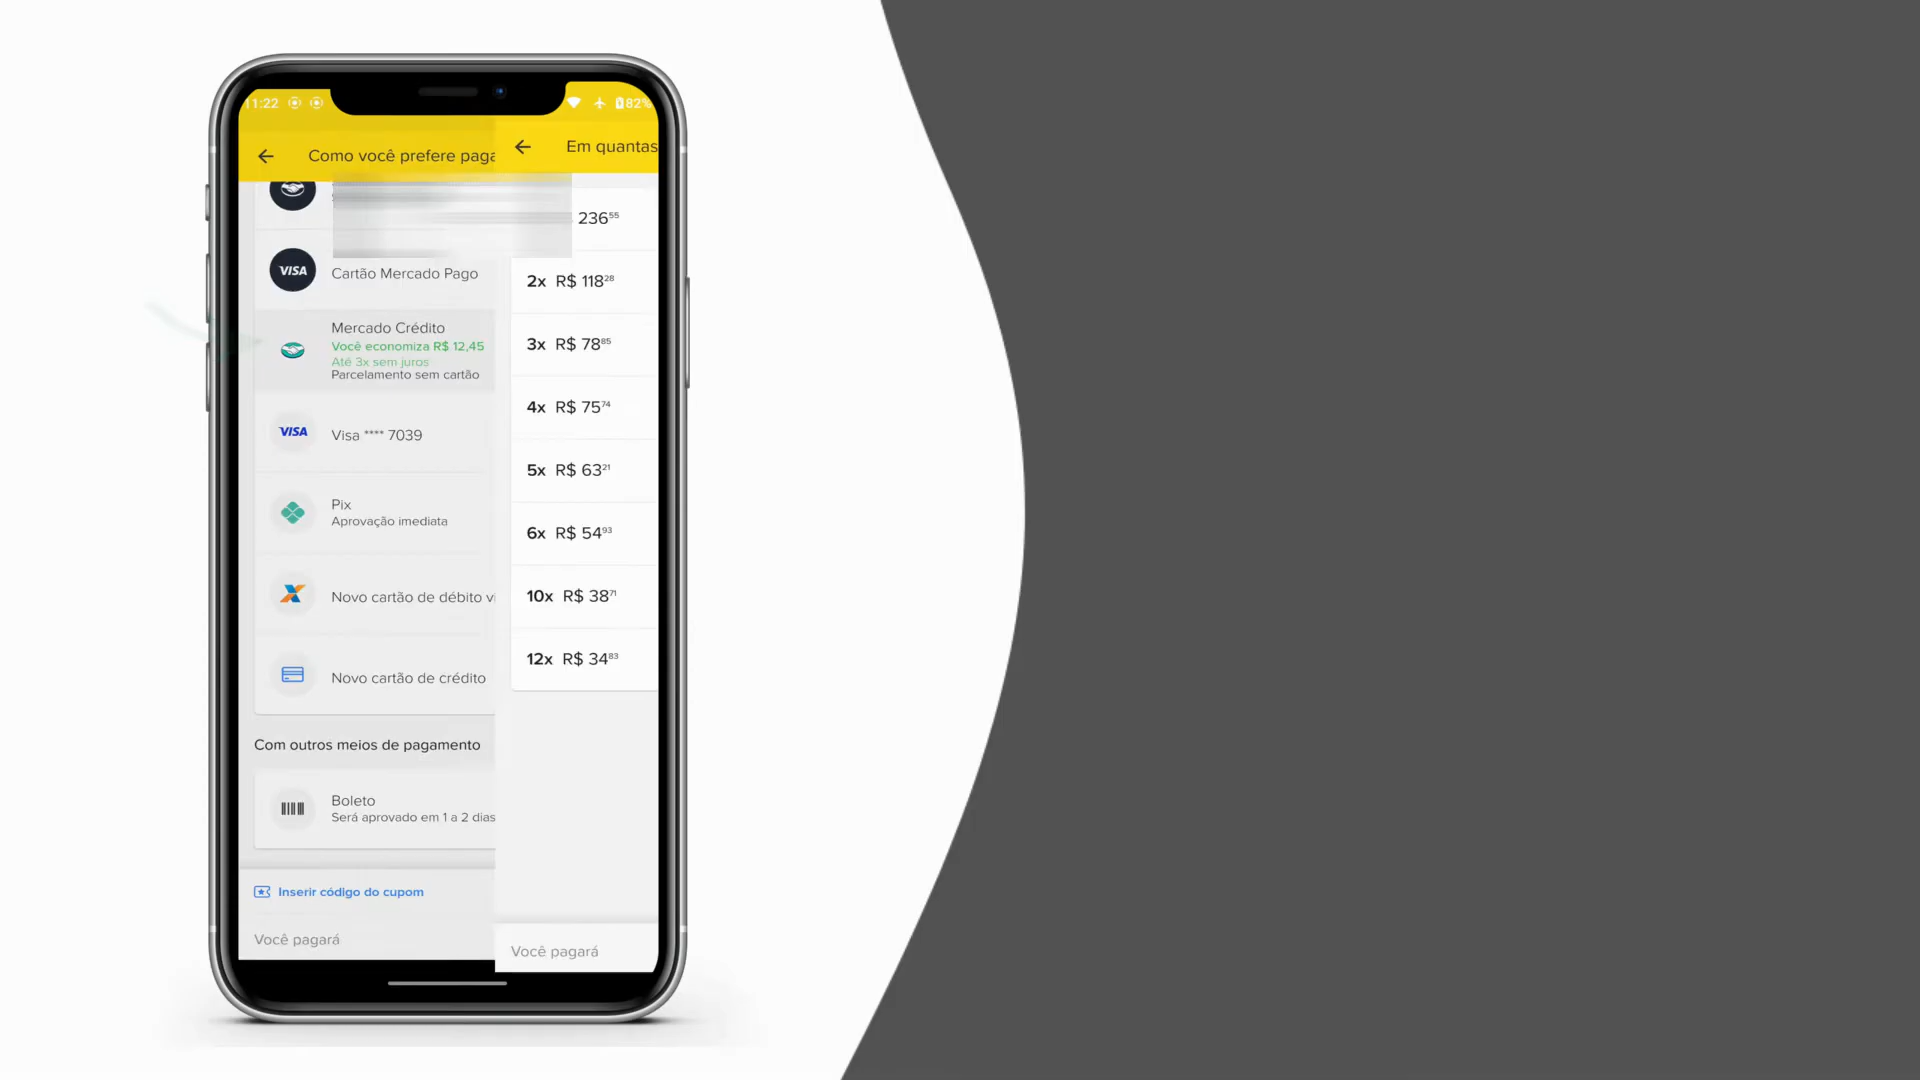 11:22
82%
Como você prefere paga
Cartão Mercado Pago
VISA
Mercado Crédito
Você economiza R$ 12,45
Até 3x sem juros
Parcelamento sem cartão
VISA
Visa **** 7039
Pix
Aprovação imediata
Novo cartão de débito vi
Novo cartão de crédito
Com outros meios de pagamento
Boleto
Será aprovado em 1 a 2 dias
Inserir código do cupom
Você pagará
Em quantas
236⁵⁵
2x R$ 118²⁸
3x R$ 78⁸⁵
4x R$ 75⁷⁴
5x R$ 63²¹
6x R$ 54⁹³
10x R$ 38⁷¹
12x R$ 34⁸³
Você pagará